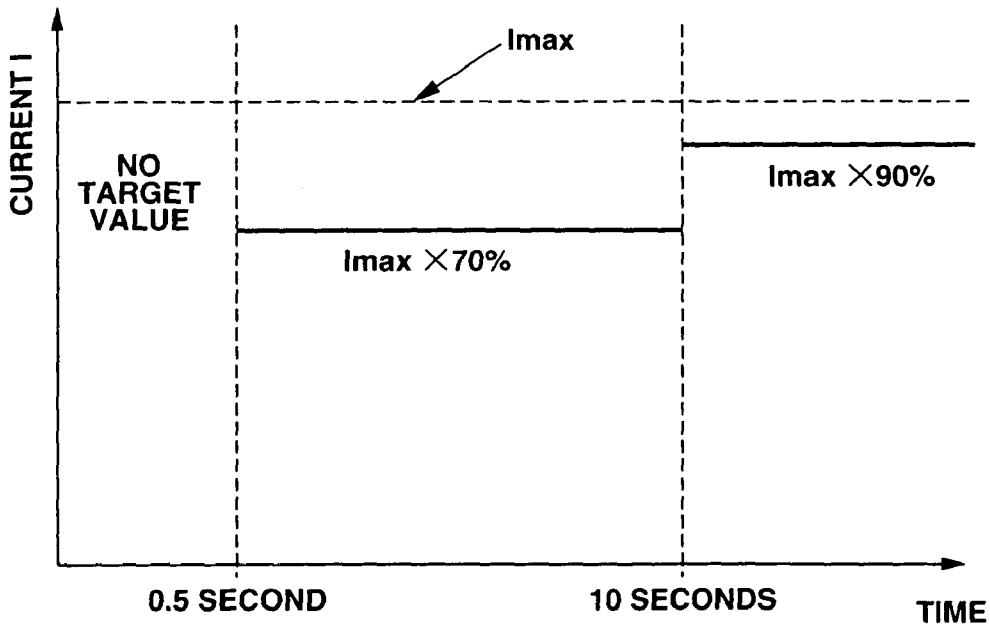 Imax
CURRENT I
NO
TARGET
VALUE
Imax ×90%
Imax ×70%
0.5 SECOND
10 SECONDS
TIME